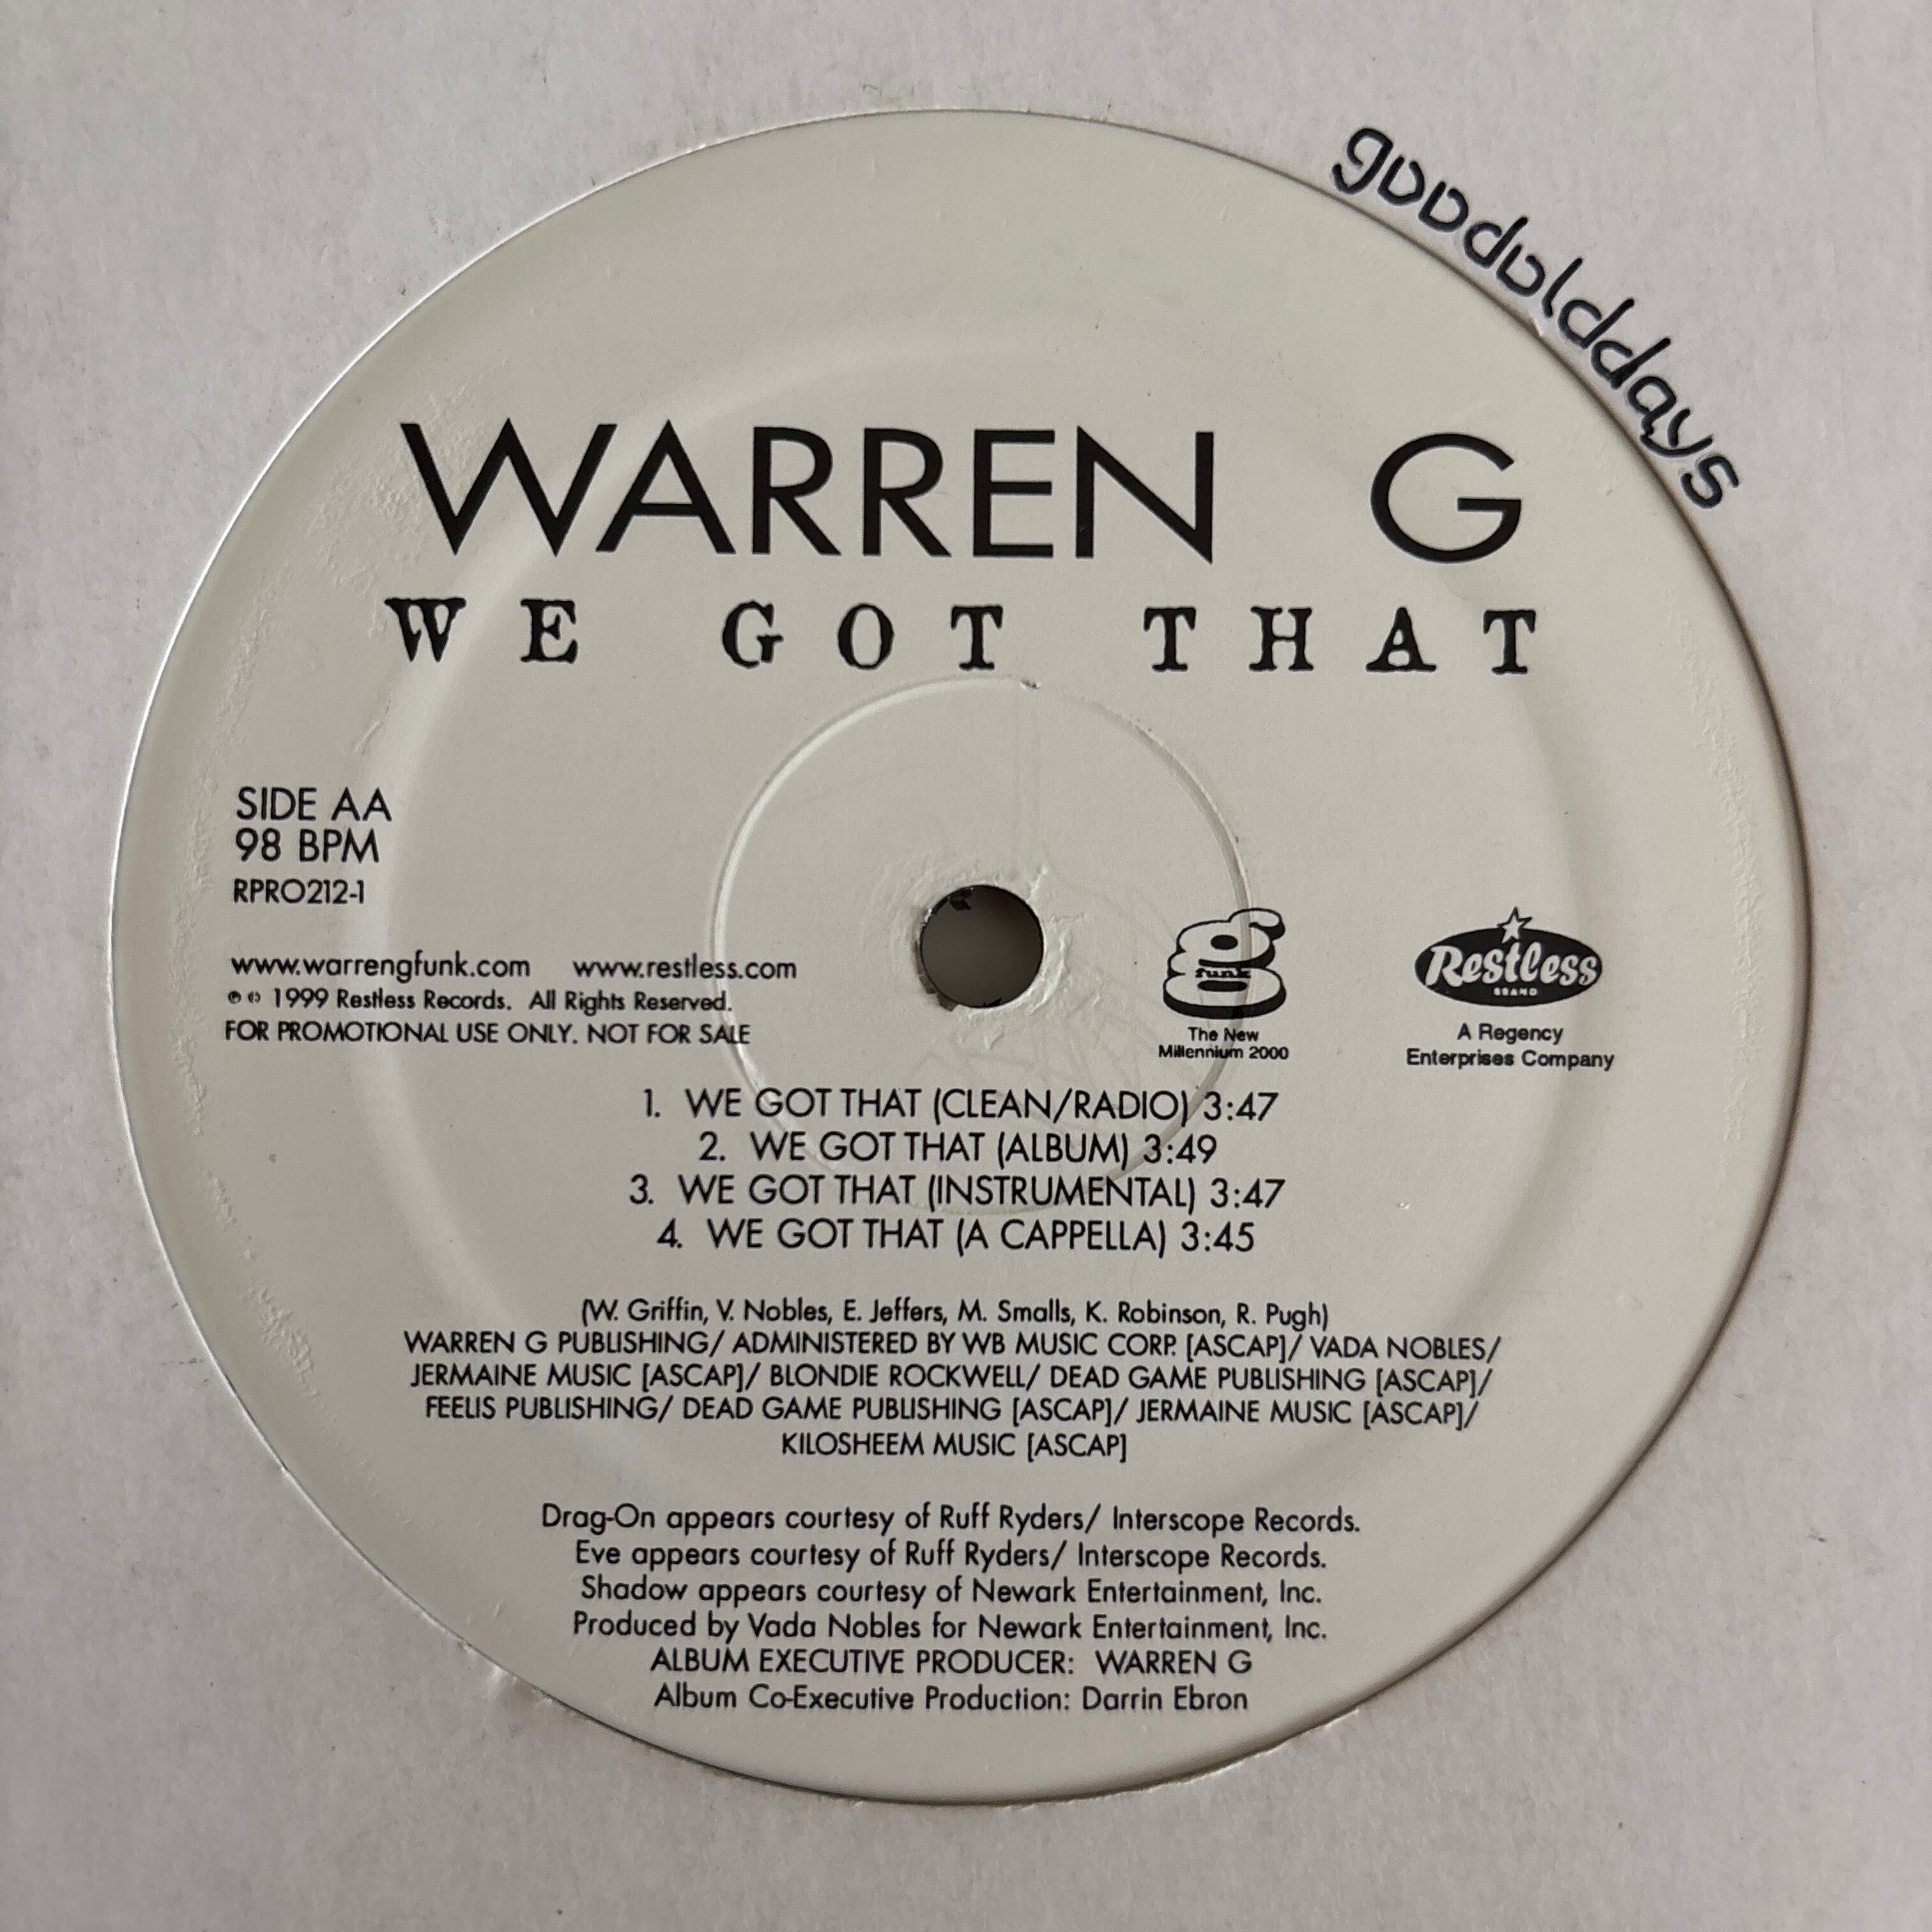 goodolddays
WARREN G
WE GOT THAT
SIDE AA
98 BPM
RPRO212-1
www.warrengfunk.com www.restless.com
℗ © 1999 Restless Records. All Rights Reserved.
FOR PROMOTIONAL USE ONLY. NOT FOR SALE
g funk
The New
Millennium 2000
Restless
BRAND
A Regency
Enterprises Company
1. WE GOT THAT (CLEAN/RADIO) 3:47
2. WE GOT THAT (ALBUM) 3:49
3. WE GOT THAT (INSTRUMENTAL) 3:47
4. WE GOT THAT (A CAPPELLA) 3:45
(W. Griffin, V. Nobles, E. Jeffers, M. Smalls, K. Robinson, R. Pugh)
WARREN G PUBLISHING/ ADMINISTERED BY WB MUSIC CORP. [ASCAP]/ VADA NOBLES/
JERMAINE MUSIC [ASCAP]/ BLONDIE ROCKWELL/ DEAD GAME PUBLISHING [ASCAP]/
FEELIS PUBLISHING/ DEAD GAME PUBLISHING [ASCAP]/ JERMAINE MUSIC [ASCAP]/
KILOSHEEM MUSIC [ASCAP]
Drag-On appears courtesy of Ruff Ryders/ Interscope Records.
Eve appears courtesy of Ruff Ryders/ Interscope Records.
Shadow appears courtesy of Newark Entertainment, Inc.
Produced by Vada Nobles for Newark Entertainment, Inc.
ALBUM EXECUTIVE PRODUCER: WARREN G
Album Co-Executive Production: Darrin Ebron